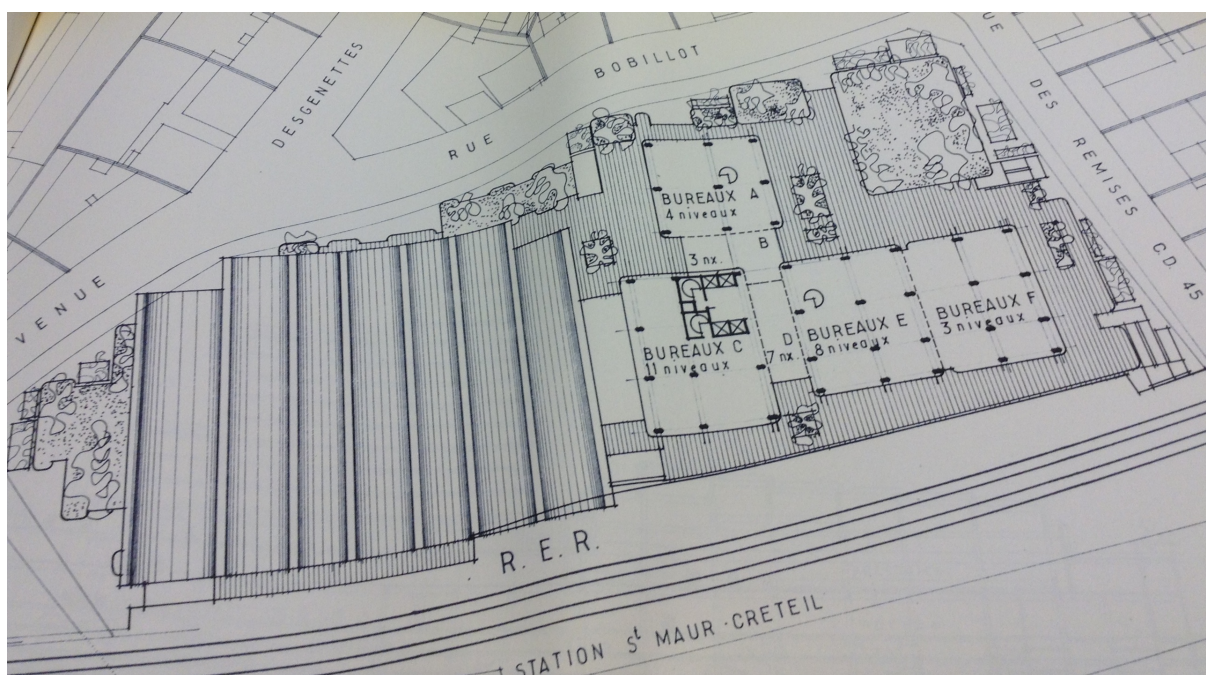 VENUE DESGENETTES
RUE BOBILLOT
UE DES REMISES C.D. 45
BUREAUX A
4 niveaux
B
3 nx.
BUREAUX C
11 niveaux
D
7 nx.
BUREAUX E
8 niveaux
BUREAUX F
3 niveaux
R.E.R.
STATION St MAUR-CRETEIL